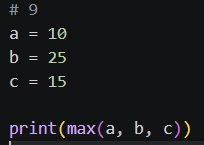 # 9
a = 10
b = 25
c = 15
print(max(a, b, c))